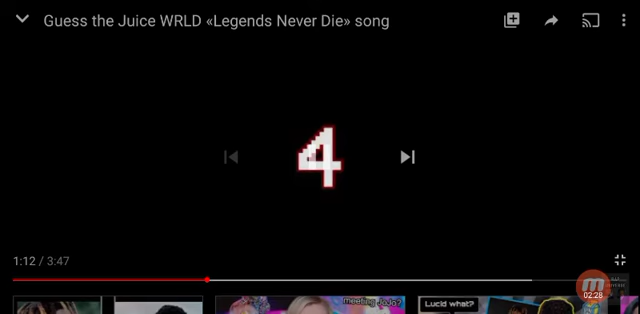 Guess the Juice WRLD «Legends Never Die» song
4
1:12 / 3:47
02:28
meeting JoJo?
Lucid what?